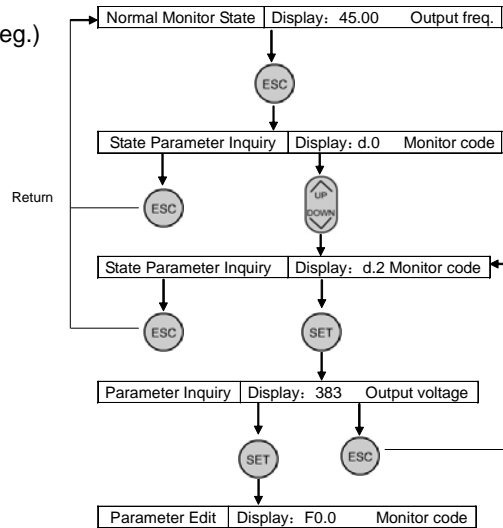 eg.)
Normal Monitor State Display: 45.00 Output freq.
ESC
State Parameter Inquiry Display: d.0 Monitor code
Return
ESC
UP
DOWN
State Parameter Inquiry Display: d.2 Monitor code
ESC
SET
Parameter Inquiry Display: 383 Output voltage
SET
ESC
Parameter Edit Display: F0.0 Monitor code